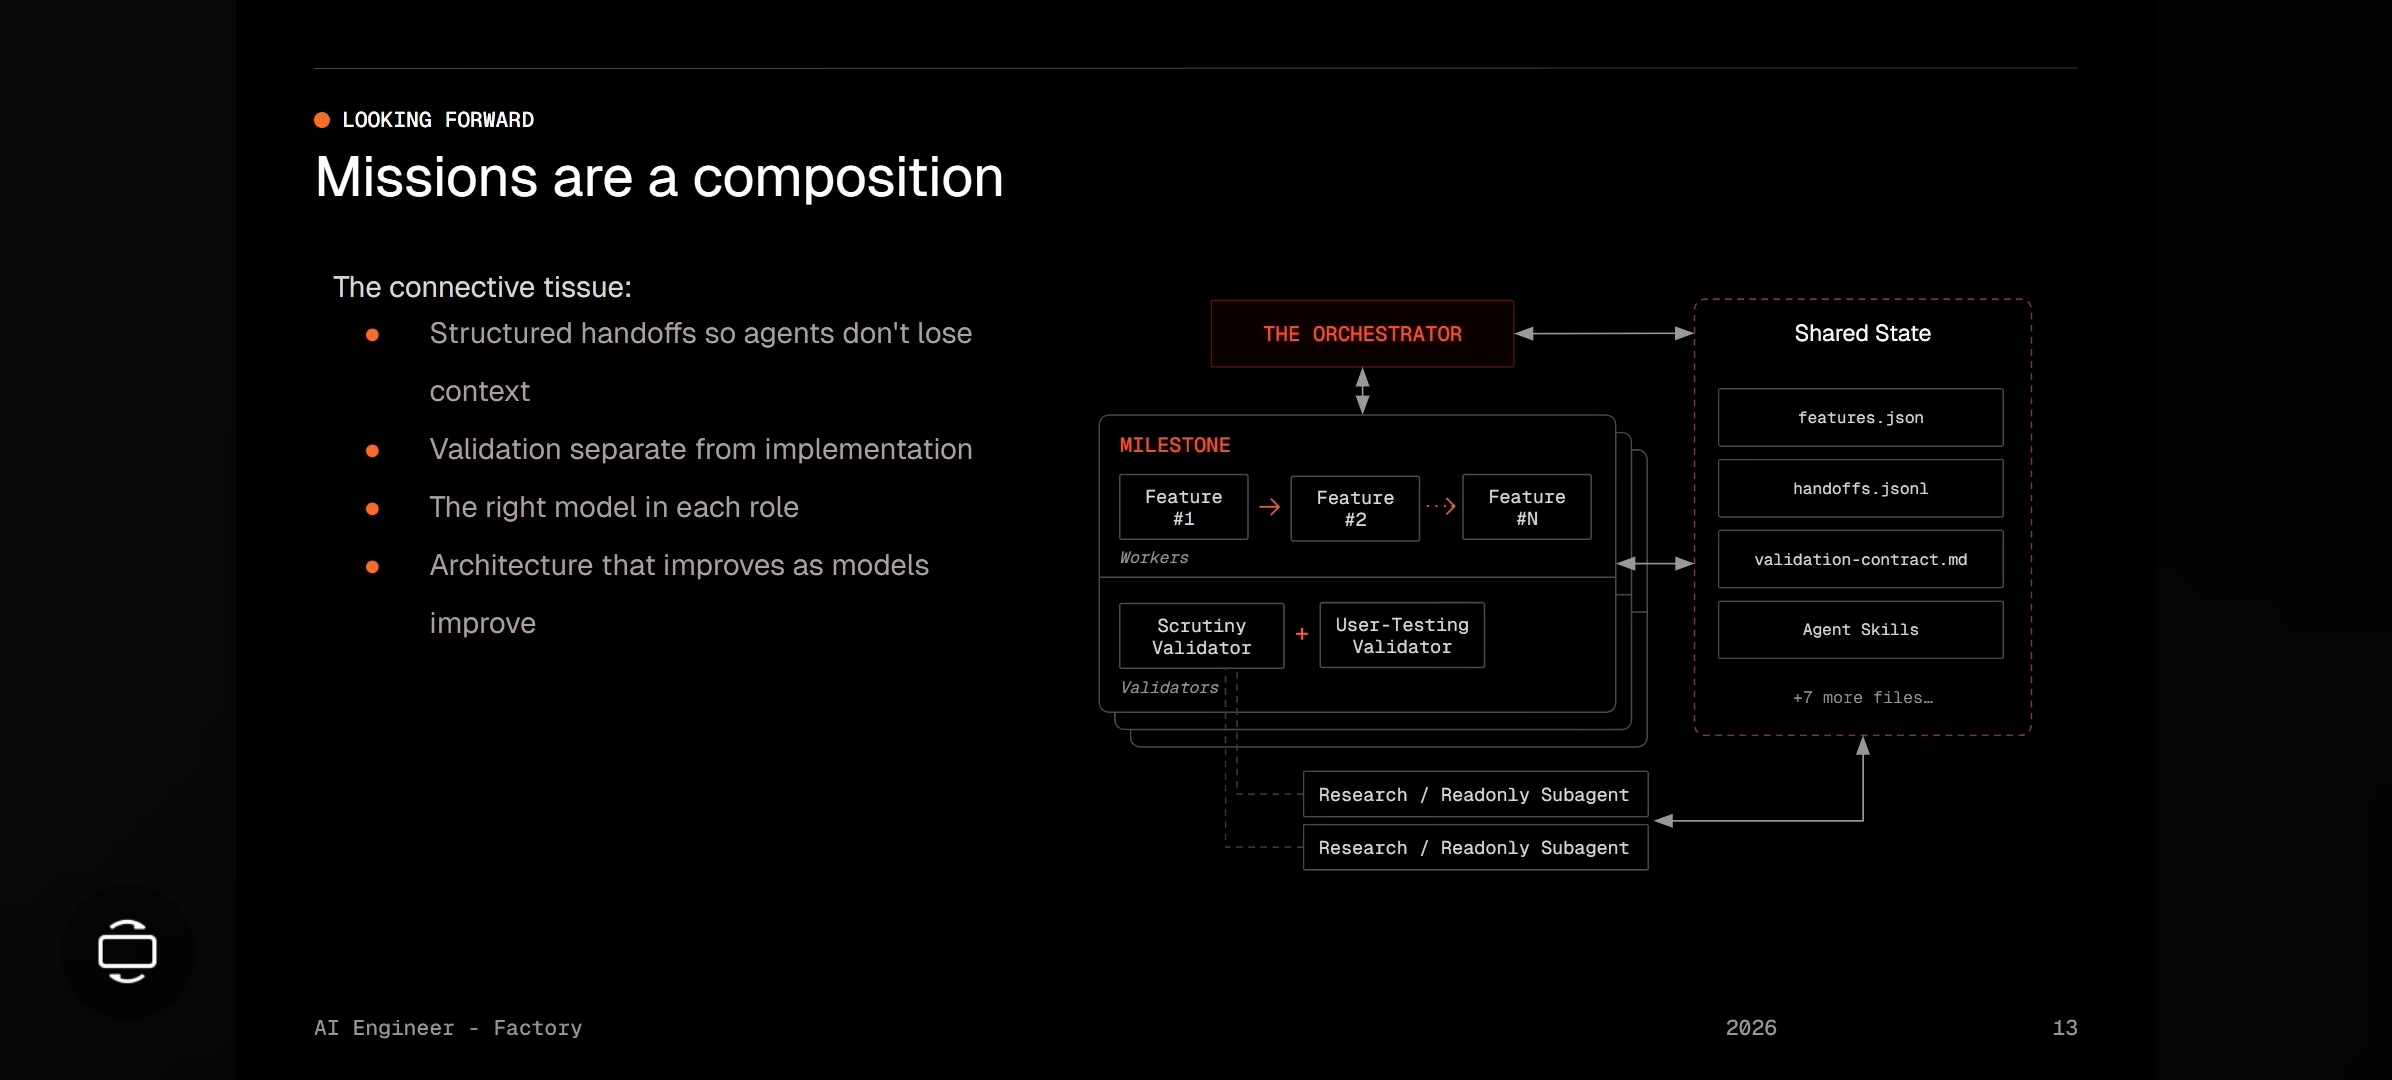 LOOKING FORWARD
Missions are a composition
The connective tissue:
Structured handoffs so agents don't lose
context
Validation separate from implementation
The right model in each role
Architecture that improves as models
improve
THE ORCHESTRATOR
MILESTONE
Feature
#1
Feature
#2
Feature
#N
Workers
Scrutiny
Validator
+
User-Testing
Validator
Validators
Research / Readonly Subagent
Research / Readonly Subagent
Shared State
features.json
handoffs.jsonl
validation-contract.md
Agent Skills
+7 more files…
AI Engineer - Factory
2026
13